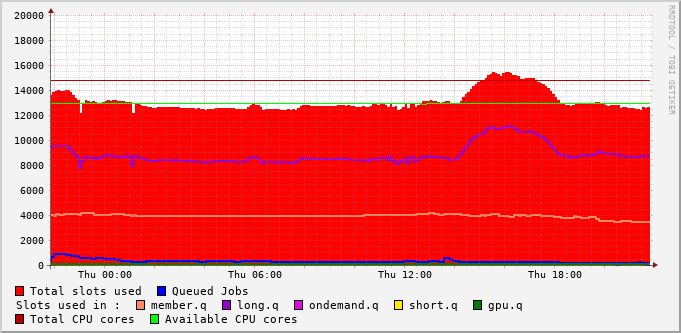 20000
18000
16000
14000
12000
10000
8000
6000
4000
2000
0
Thu 00:00 Thu 06:00 Thu 12:00 Thu 18:00
RRDTOOL / TOBI OETIKER
Total slots used Queued Jobs
Slots used in : member.q long.q ondemand.q short.q gpu.q
Total CPU cores Available CPU cores